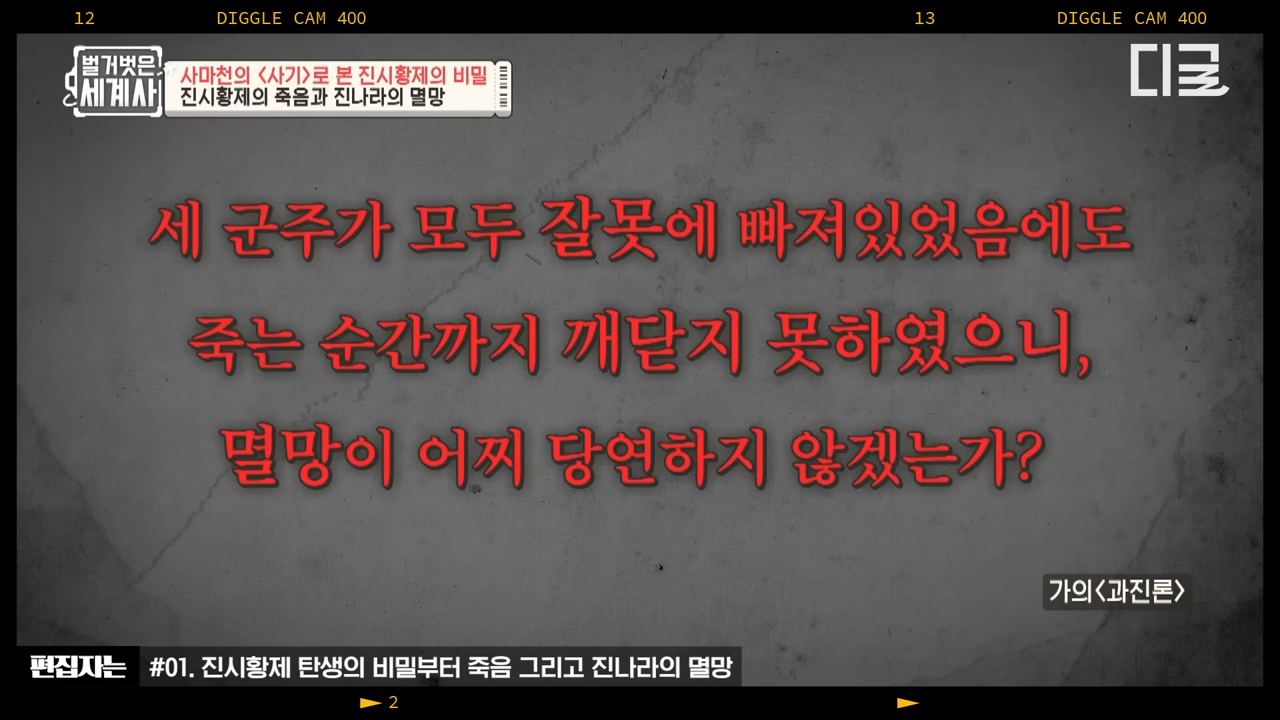 12 DIGGLE CAM 400 13 DIGGLE CAM 400
벌거벗은
세계사
사마천의 <사기>로 본 진시황제의 비밀
진시황제의 죽음과 진나라의 멸망
디글
세 군주가 모두 잘못에 빠져있었음에도
죽는 순간까지 깨닫지 못하였으니,
멸망이 어찌 당연하지 않겠는가?
가의<과진론>
편집자는 #01. 진시황제 탄생의 비밀부터 죽음 그리고 진나라의 멸망
2